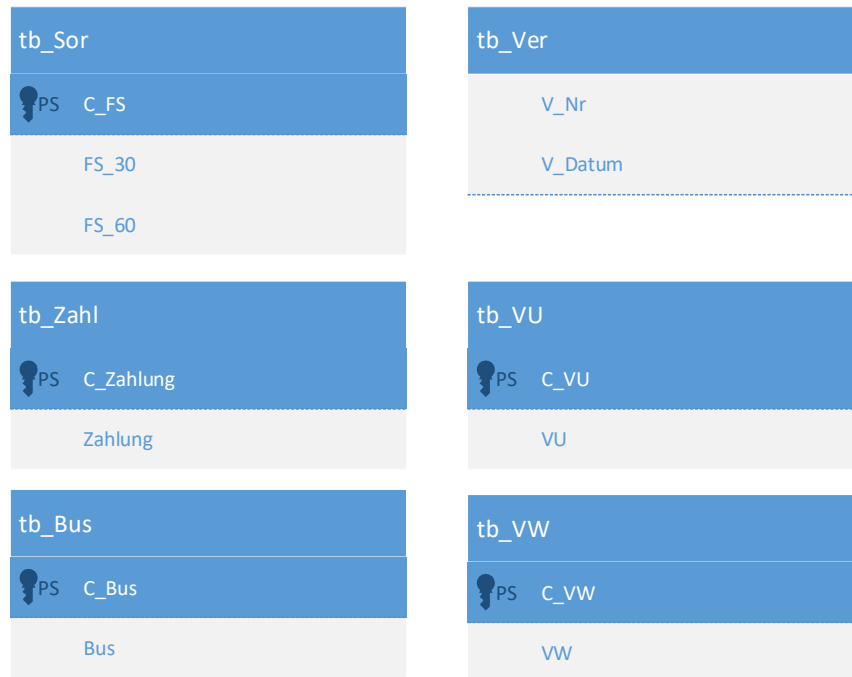 tb_Sor
PS C_FS
FS_30
FS_60
tb_Ver
V_Nr
V_Datum
tb_Zahl
PS C_Zahlung
Zahlung
tb_VU
PS C_VU
VU
tb_Bus
PS C_Bus
Bus
tb_VW
PS C_VW
VW